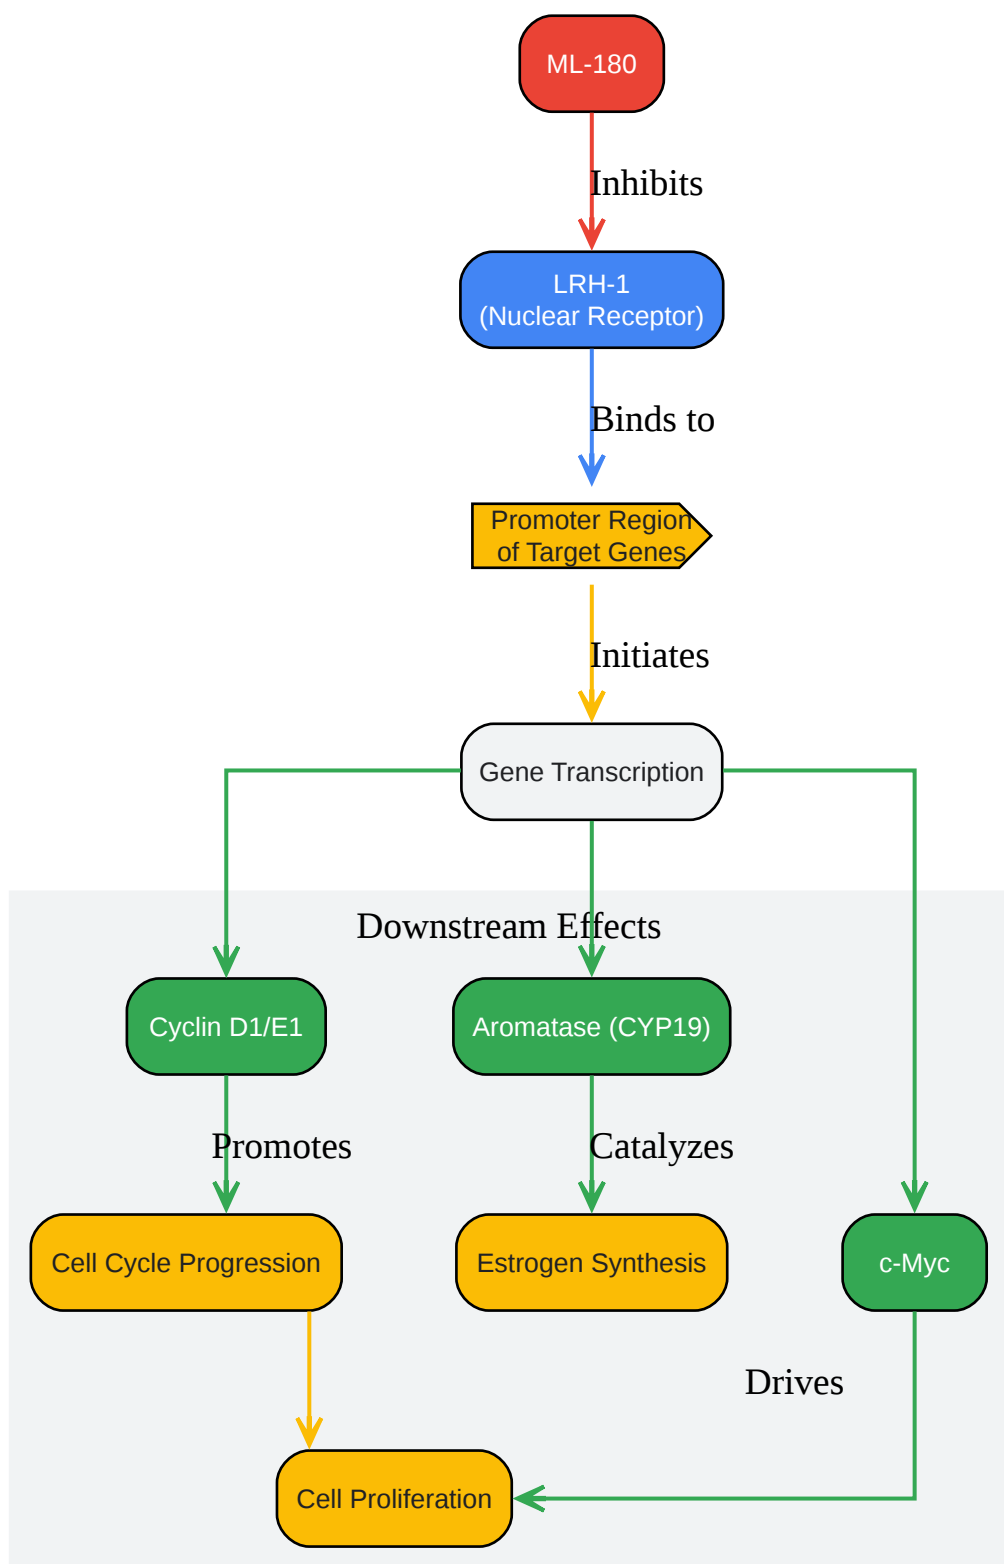 ML-180
Inhibits
LRH-1
(Nuclear Receptor)
Binds to
Promoter Region
of Target Genes
Initiates
Gene Transcription
Downstream Effects
Cyclin D1/E1
Aromatase (CYP19)
Promotes
Catalyzes
Cell Cycle Progression
Estrogen Synthesis
c-Myc
Drives
Cell Proliferation